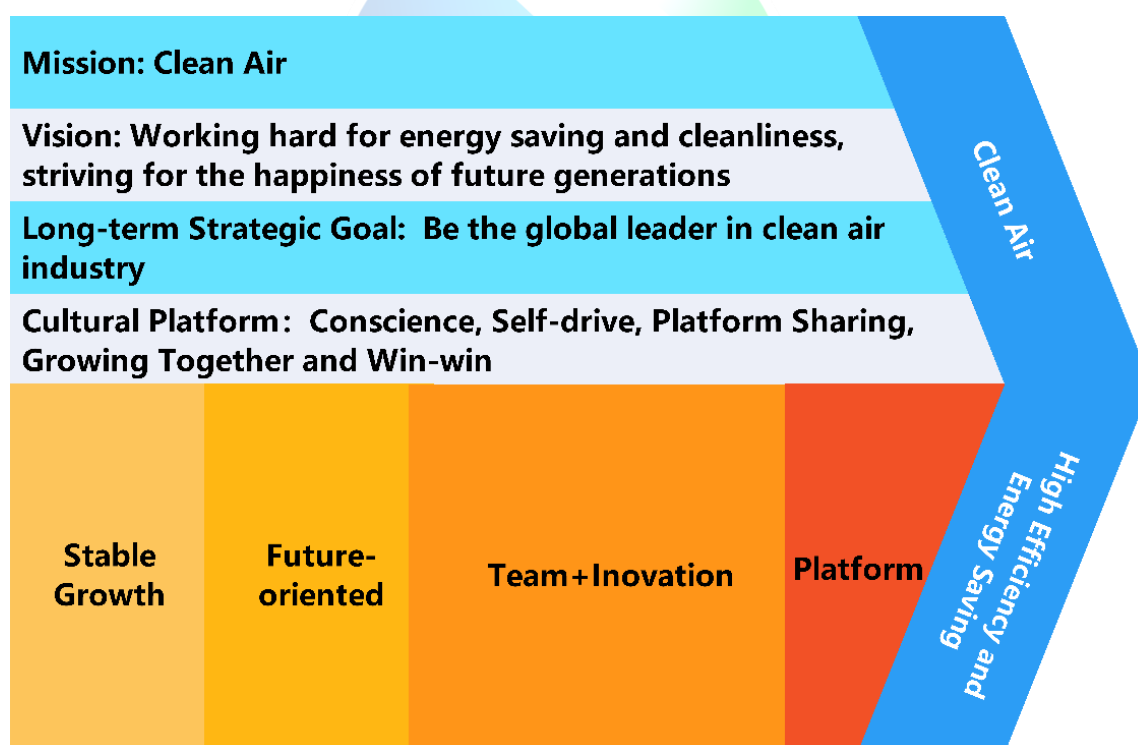 Mission: Clean Air
Vision: Working hard for energy saving and cleanliness,
striving for the happiness of future generations
Long-term Strategic Goal:  Be the global leader in clean air
industry
Cultural Platform：Conscience, Self-drive, Platform Sharing,
Growing Together and Win-win
Clean Air
Stable
Growth
Future-
oriented
Team+Inovation
Platform
High Efficiency and
Energy Saving